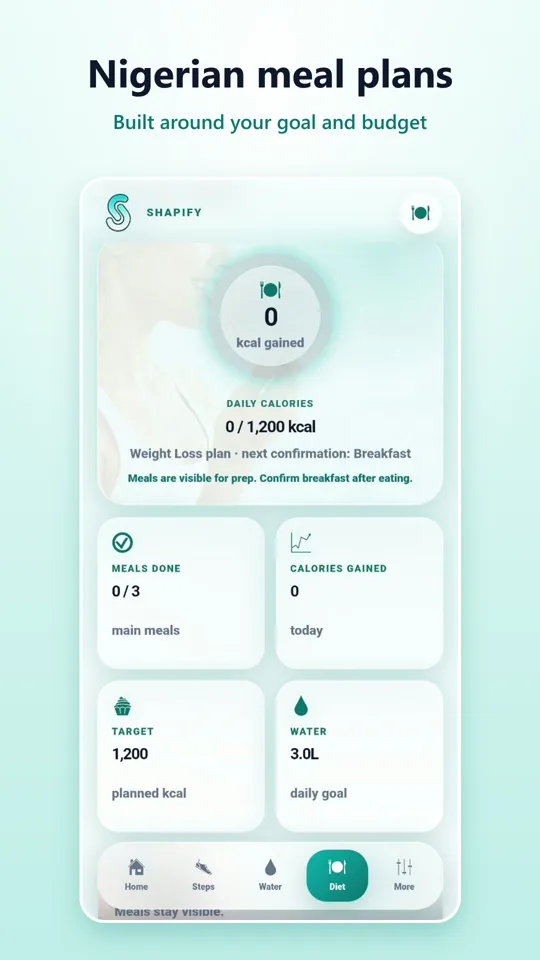 Nigerian meal plans
Built around your goal and budget
SHAPIFY
0
kcal gained
DAILY CALORIES
0 / 1,200 kcal
Weight Loss plan · next confirmation: Breakfast
Meals are visible for prep. Confirm breakfast after eating.
MEALS DONE
0 / 3
main meals
CALORIES GAINED
0
today
TARGET
1,200
planned kcal
WATER
3.0L
daily goal
Home
Steps
Water
Diet
More
Meals stay visible.